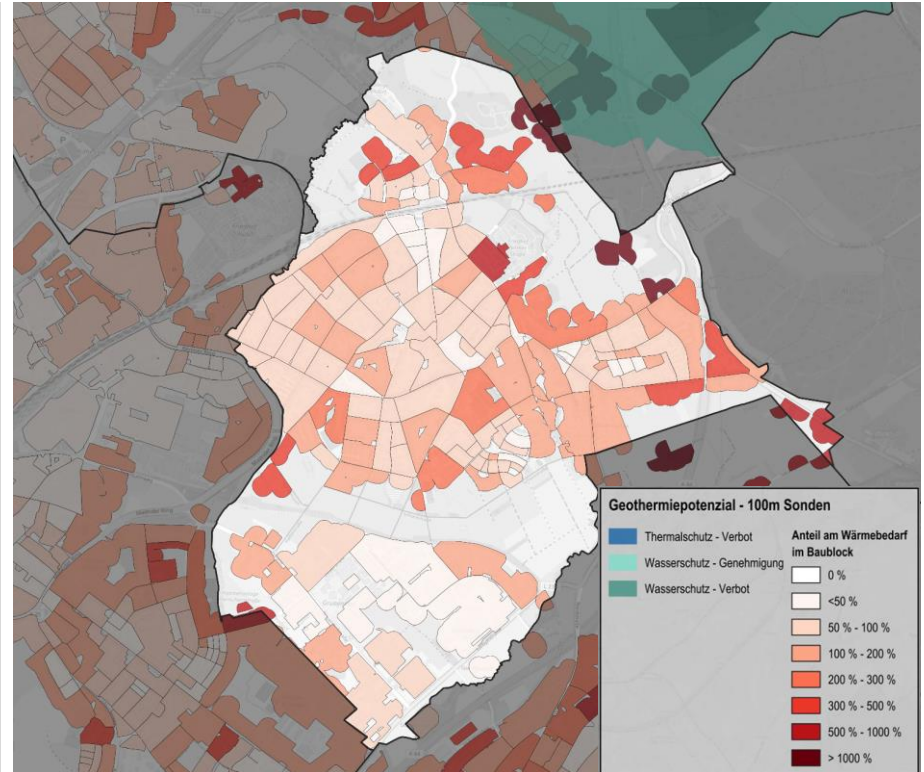 Geothermiepotenzial - 100m Sonden
Thermalschutz - Verbot
Wasserschutz - Genehmigung
Wasserschutz - Verbot
Anteil am Wärmebedarf
im Baublock
0 %
<50 %
50 % - 100 %
100 % - 200 %
200 % - 300 %
300 % - 500 %
500 % - 1000 %
> 1000 %